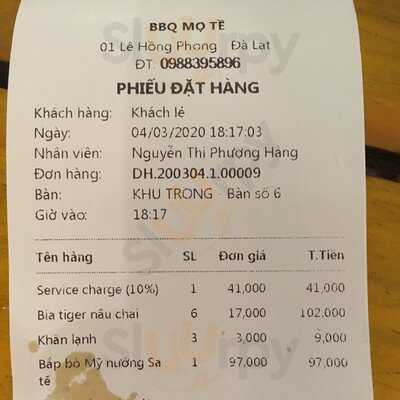 BBQ MỌ TỀ
01 Lê Hồng Phong Đà Lạt
ĐT. 0988395896
PHIẾU ĐẶT HÀNG
Khách hàng: Khách lẻ
Ngày: 04/03/2020 18:17:03
Nhân viên: Nguyễn Thị Phượng Hàng
Đơn hàng: DH.200304.1.00009
Bàn: KHU TRONG - Bàn số 6
Giờ vào: 18:17
Tên hàng SL Đơn giá T.Tiền
Service charge (10%) 1 41,000 41,000
Bia tiger nâu chai 6 17,000 102,000
Khăn lạnh 3 3,000 9,000
Bắp bò Mỹ nướng Sa 1 97,000 97,000
tế